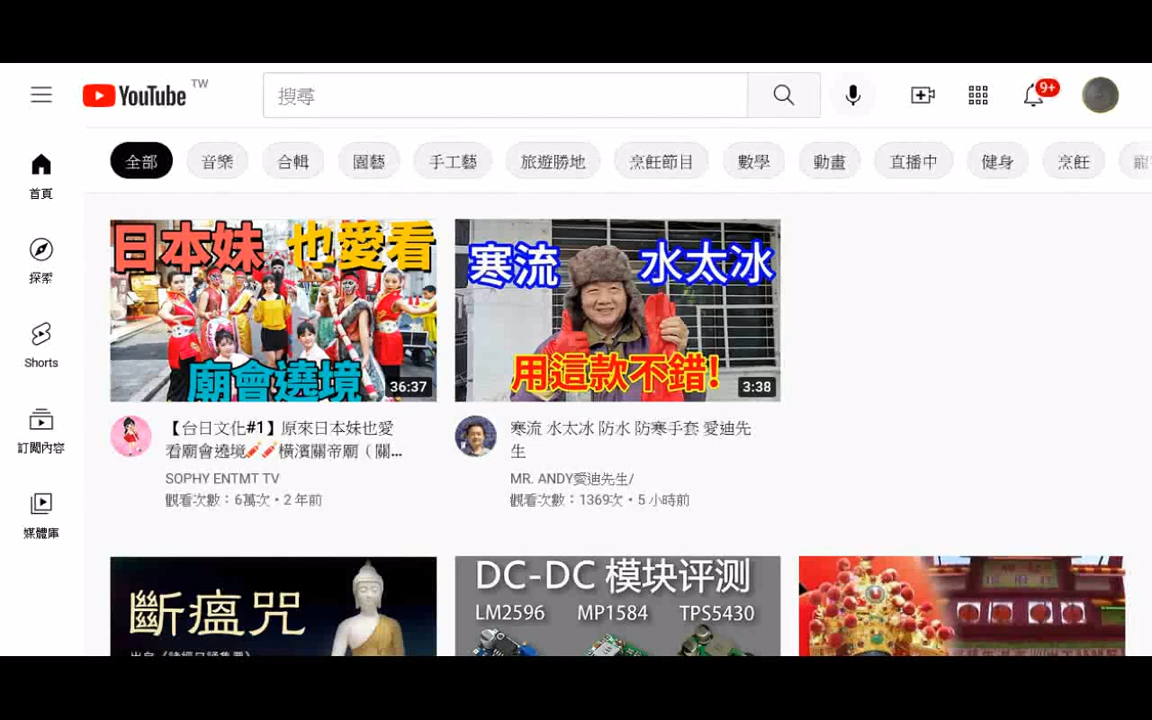 YouTube TW
搜尋
9+
全部 音樂 合輯 園藝 手工藝 旅遊勝地 烹飪節目 數學 動畫 直播中 健身 烹飪
首頁
探索
Shorts
訂閱內容
媒體庫
日本妹 也愛看
廟會遶境
36:37
【台日文化#1】原來日本妹也愛
看廟會遶境🧨🧨橫濱關帝廟（關...
SOPHY ENTMT TV
觀看次數：6萬次・2 年前
寒流 水太冰
用這款不錯!
3:38
寒流 水太冰 防水 防寒手套 愛迪先
生
MR. ANDY愛迪先生/
觀看次數：1369次・5 小時前
斷瘟咒
DC-DC 模块评测
LM2596 MP1584 TPS5430